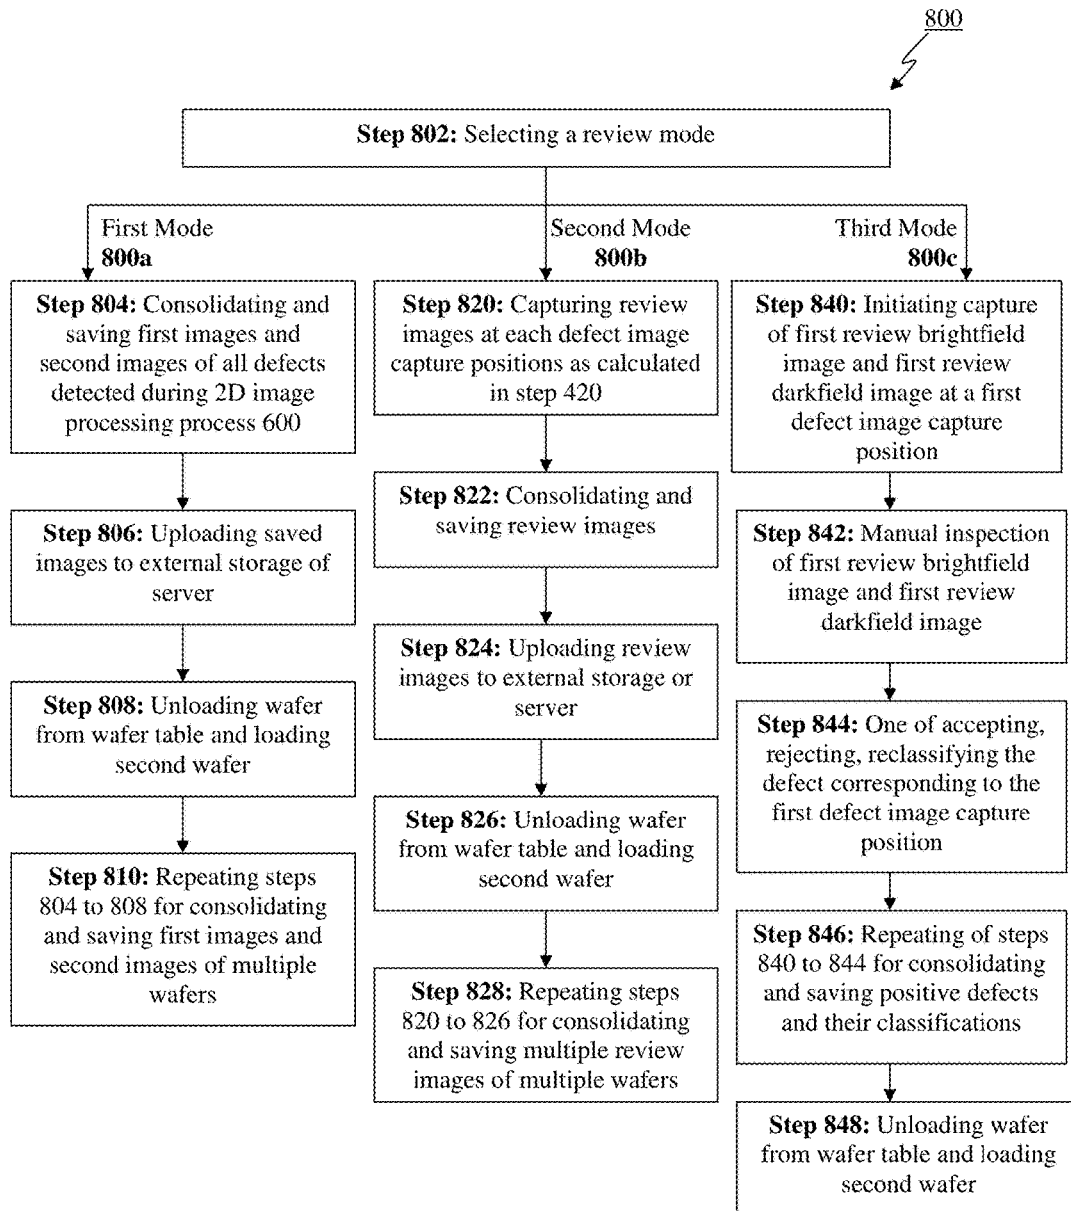 800
Step 802: Selecting a review mode
First Mode
800a
Second Mode
800b
Third Mode
800c
Step 804: Consolidating and
saving first images and
second images of all defects
detected during 2D image
processing process 600
Step 806: Uploading saved
images to external storage of
server
Step 808: Unloading wafer
from wafer table and loading
second wafer
Step 810: Repeating steps
804 to 808 for consolidating
and saving first images and
second images of multiple
wafers
Step 820: Capturing review
images at each defect image
capture positions as calculated
in step 420
Step 822: Consolidating and
saving review images
Step 824: Uploading review
images to external storage or
server
Step 826: Unloading wafer
from wafer table and loading
second wafer
Step 828: Repeating steps
820 to 826 for consolidating
and saving multiple review
images of multiple wafers
Step 840: Initiating capture
of first review brightfield
image and first review
darkfield image at a first
defect image capture
position
Step 842: Manual inspection
of first review brightfield
image and first review
darkfield image
Step 844: One of accepting,
rejecting, reclassifying the
defect corresponding to the
first defect image capture
position
Step 846: Repeating of steps
840 to 844 for consolidating
and saving positive defects
and their classifications
Step 848: Unloading wafer
from wafer table and loading
second wafer